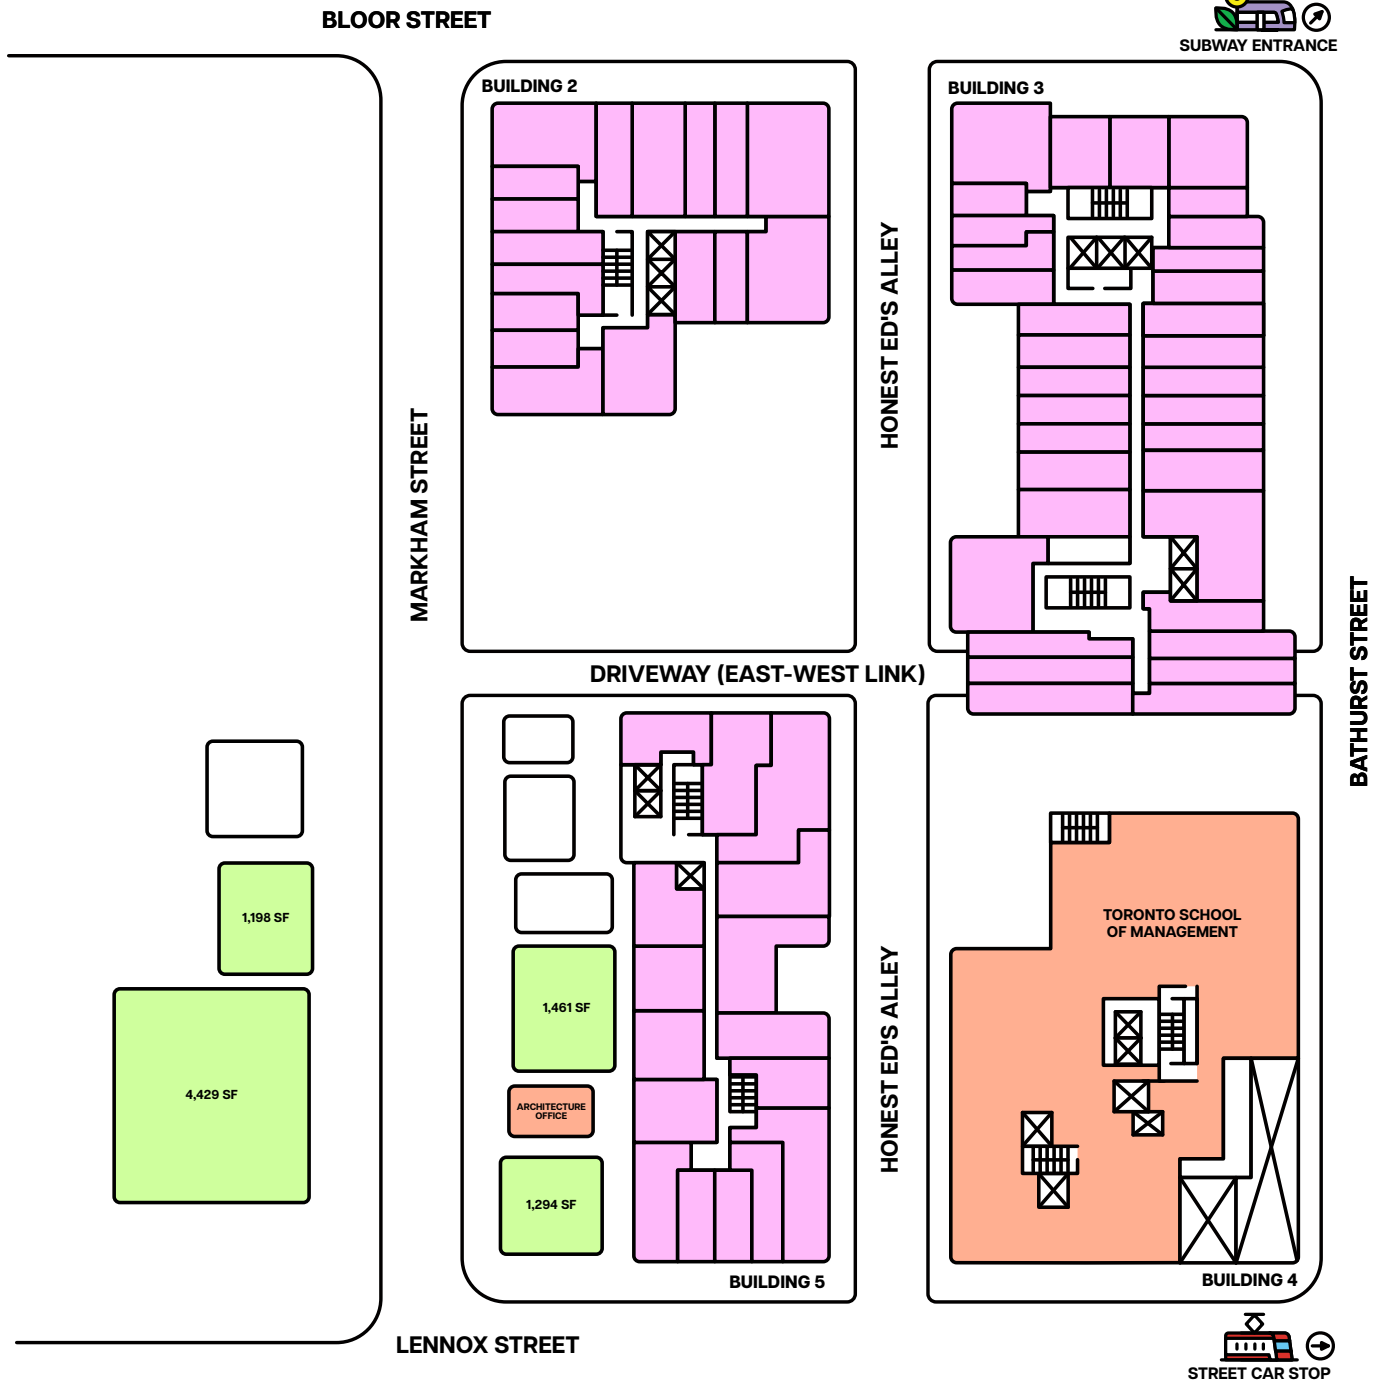 BLOOR STREET
SUBWAY ENTRANCE
BUILDING 2
BUILDING 3
HONEST ED'S ALLEY
MARKHAM STREET
DRIVEWAY (EAST-WEST LINK)
BATHURST STREET
1,198 SF
TORONTO SCHOOL
OF MANAGEMENT
1,461 SF
HONEST ED'S ALLEY
4,429 SF
ARCHITECTURE
OFFICE
1,294 SF
BUILDING 5
BUILDING 4
LENNOX STREET
STREET CAR STOP